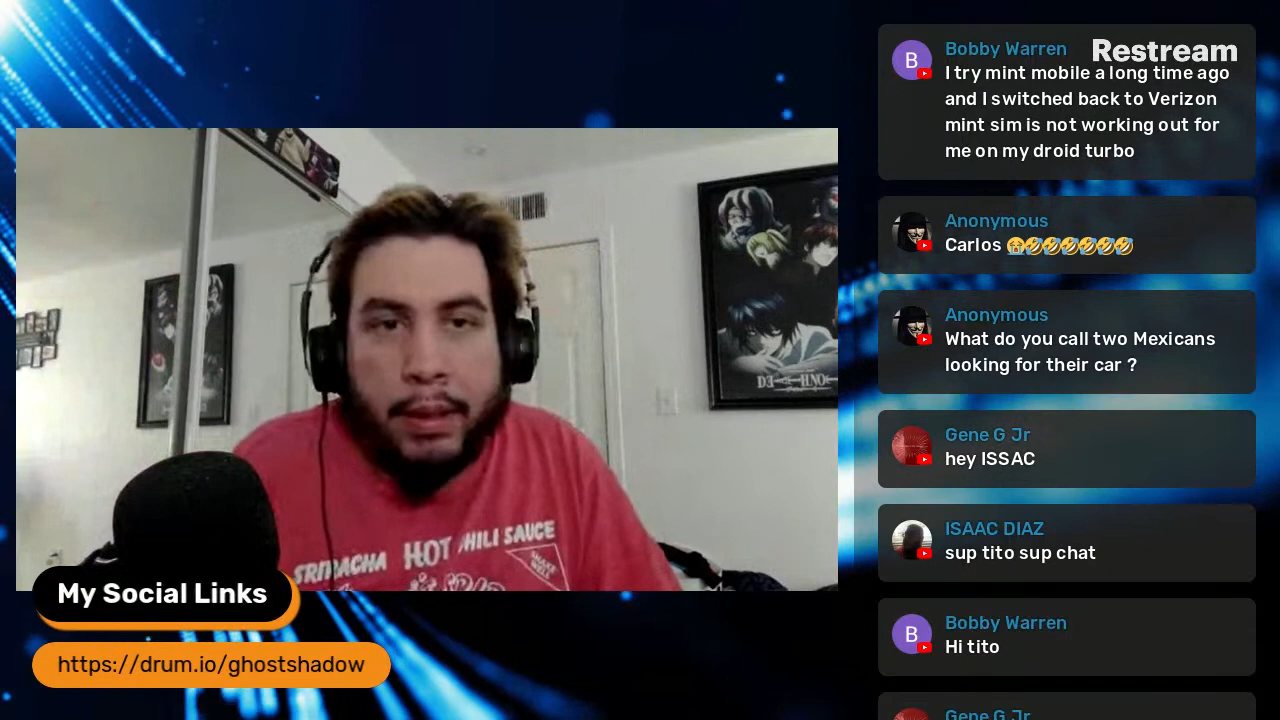 Restream
Bobby Warren
I try mint mobile a long time ago
and I switched back to Verizon
mint sim is not working out for
me on my droid turbo
Anonymous
Carlos 😭🤣🤣🤣🤣🤣🤣
Anonymous
What do you call two Mexicans
looking for their car ?
Gene G Jr
hey ISSAC
ISAAC DIAZ
sup tito sup chat
Bobby Warren
Hi tito
Gene G Jr
B
B
SRIRACHA HOT CHILI SAUCE
SHAKE
WELL
My Social Links
https://drum.io/ghostshadow